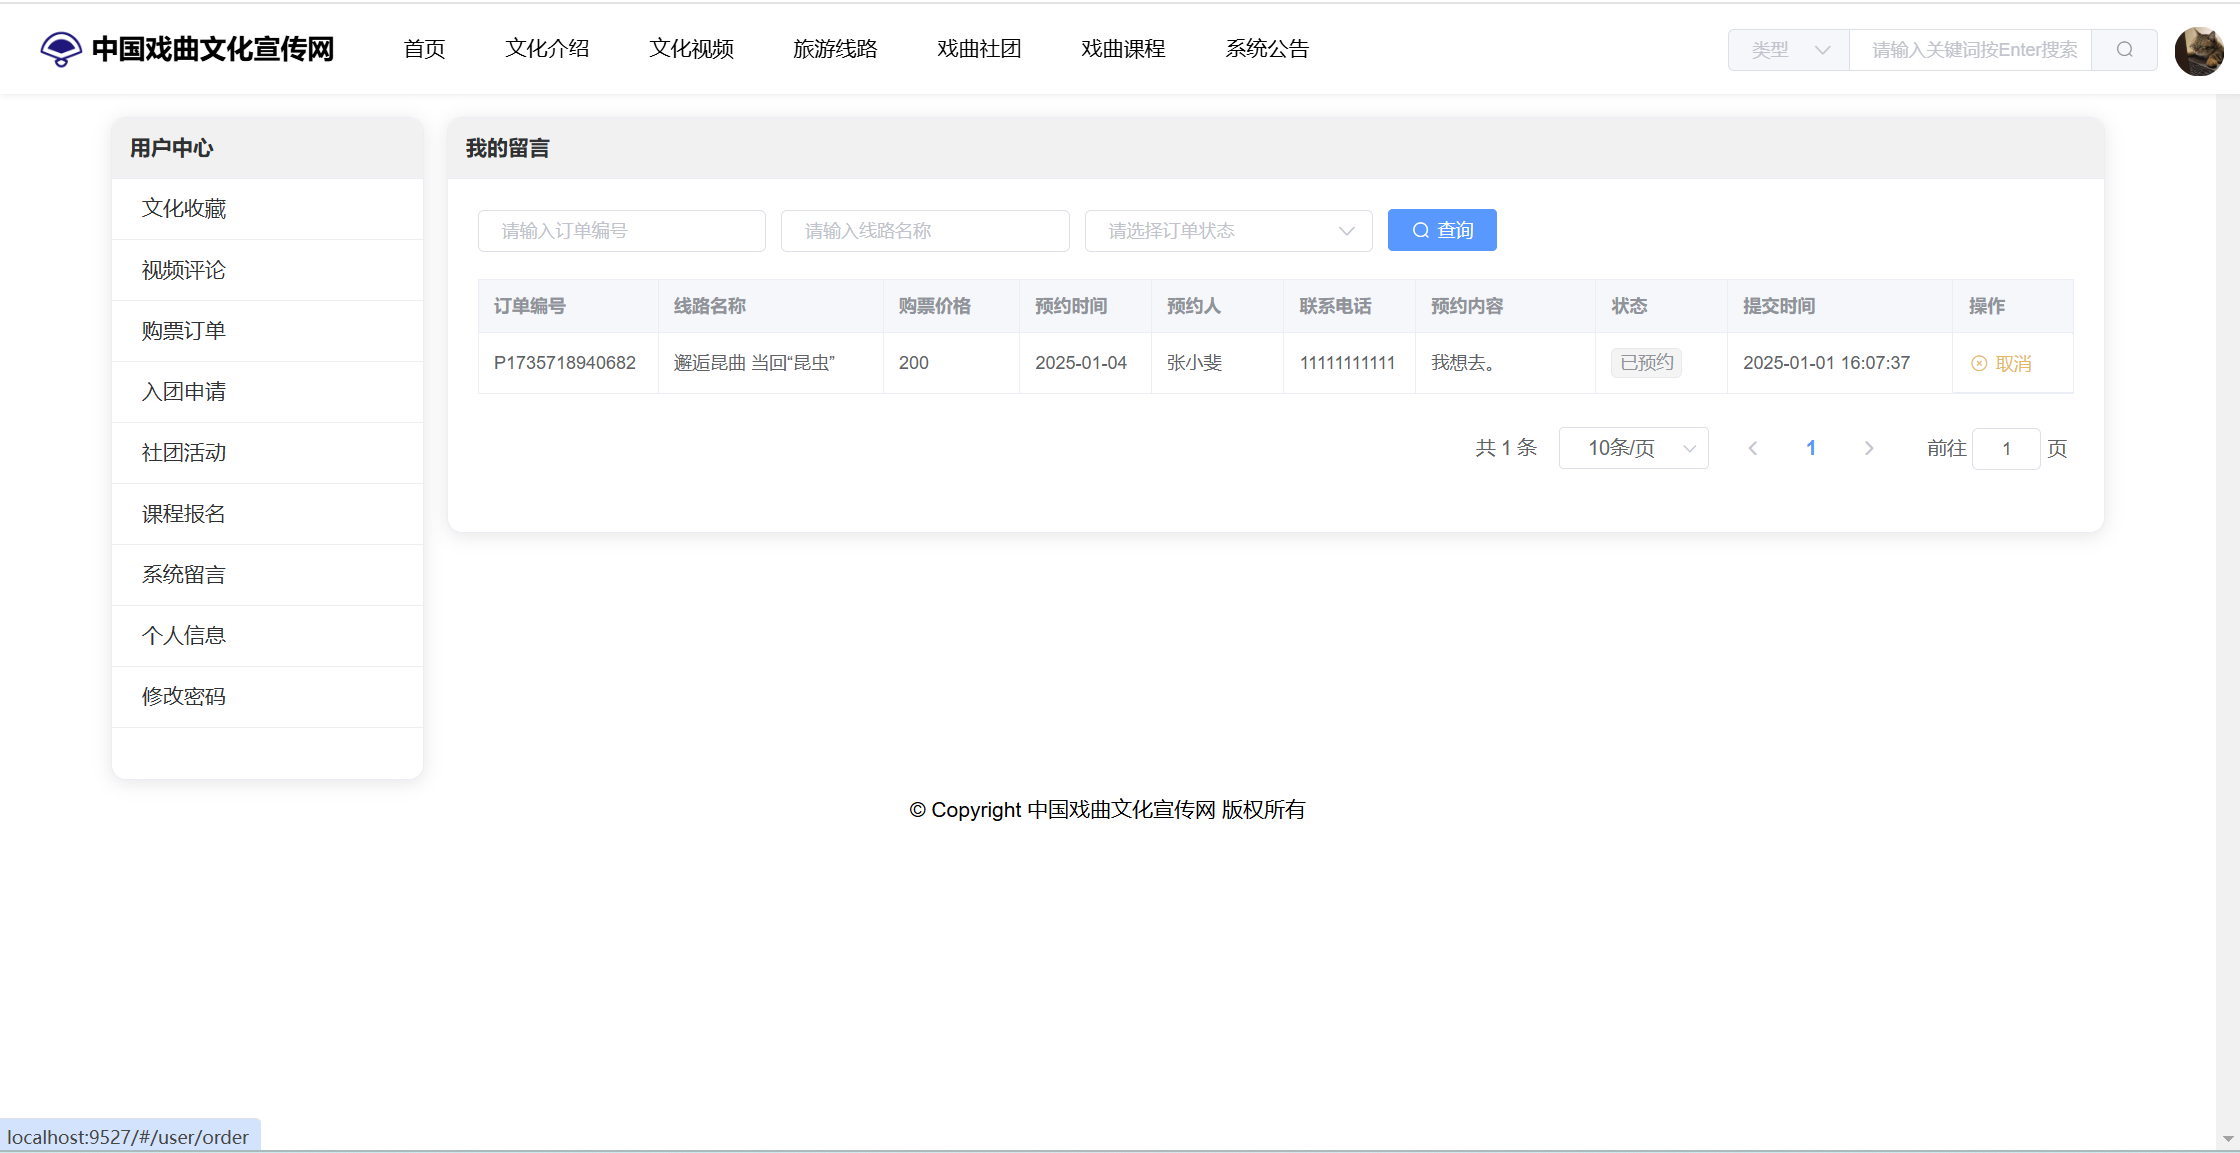 中国戏曲文化宣传网 首页 文化介绍 文化视频 旅游线路 戏曲社团 戏曲课程 系统公告 类型 请输入关键词按Enter搜索
用户中心
文化收藏
视频评论
购票订单
入团申请
社团活动
课程报名
系统留言
个人信息
修改密码
我的留言
请输入订单编号 请输入线路名称 请选择订单状态 查询
订单编号 线路名称 购票价格 预约时间 预约人 联系电话 预约内容 状态 提交时间 操作
P1735718940682 邂逅昆曲 当回“昆虫” 200 2025-01-04 张小斐 11111111111 我想去。 已预约 2025-01-01 16:07:37 取消
共 1 条 10条/页 1 前往 1 页
© Copyright 中国戏曲文化宣传网 版权所有
localhost:9527/#/user/order